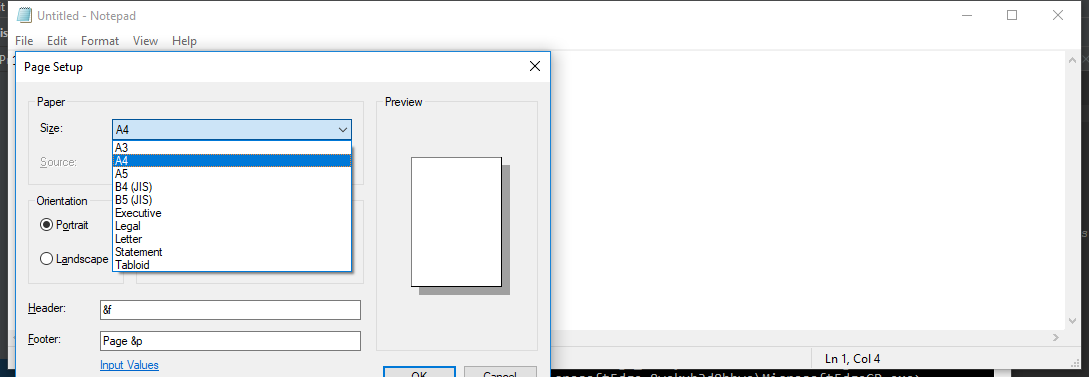 Untitled - Notepad
File Edit Format View Help
Page Setup
Paper
Size: A4
A3
A4
A5
B4 (JIS)
B5 (JIS)
Executive
Legal
Letter
Statement
Tabloid
Source:
Orientation
Portrait
Landscape
Preview
Header: &f
Footer: Page &p
Input Values
OK Cancel
Ln 1, Col 4